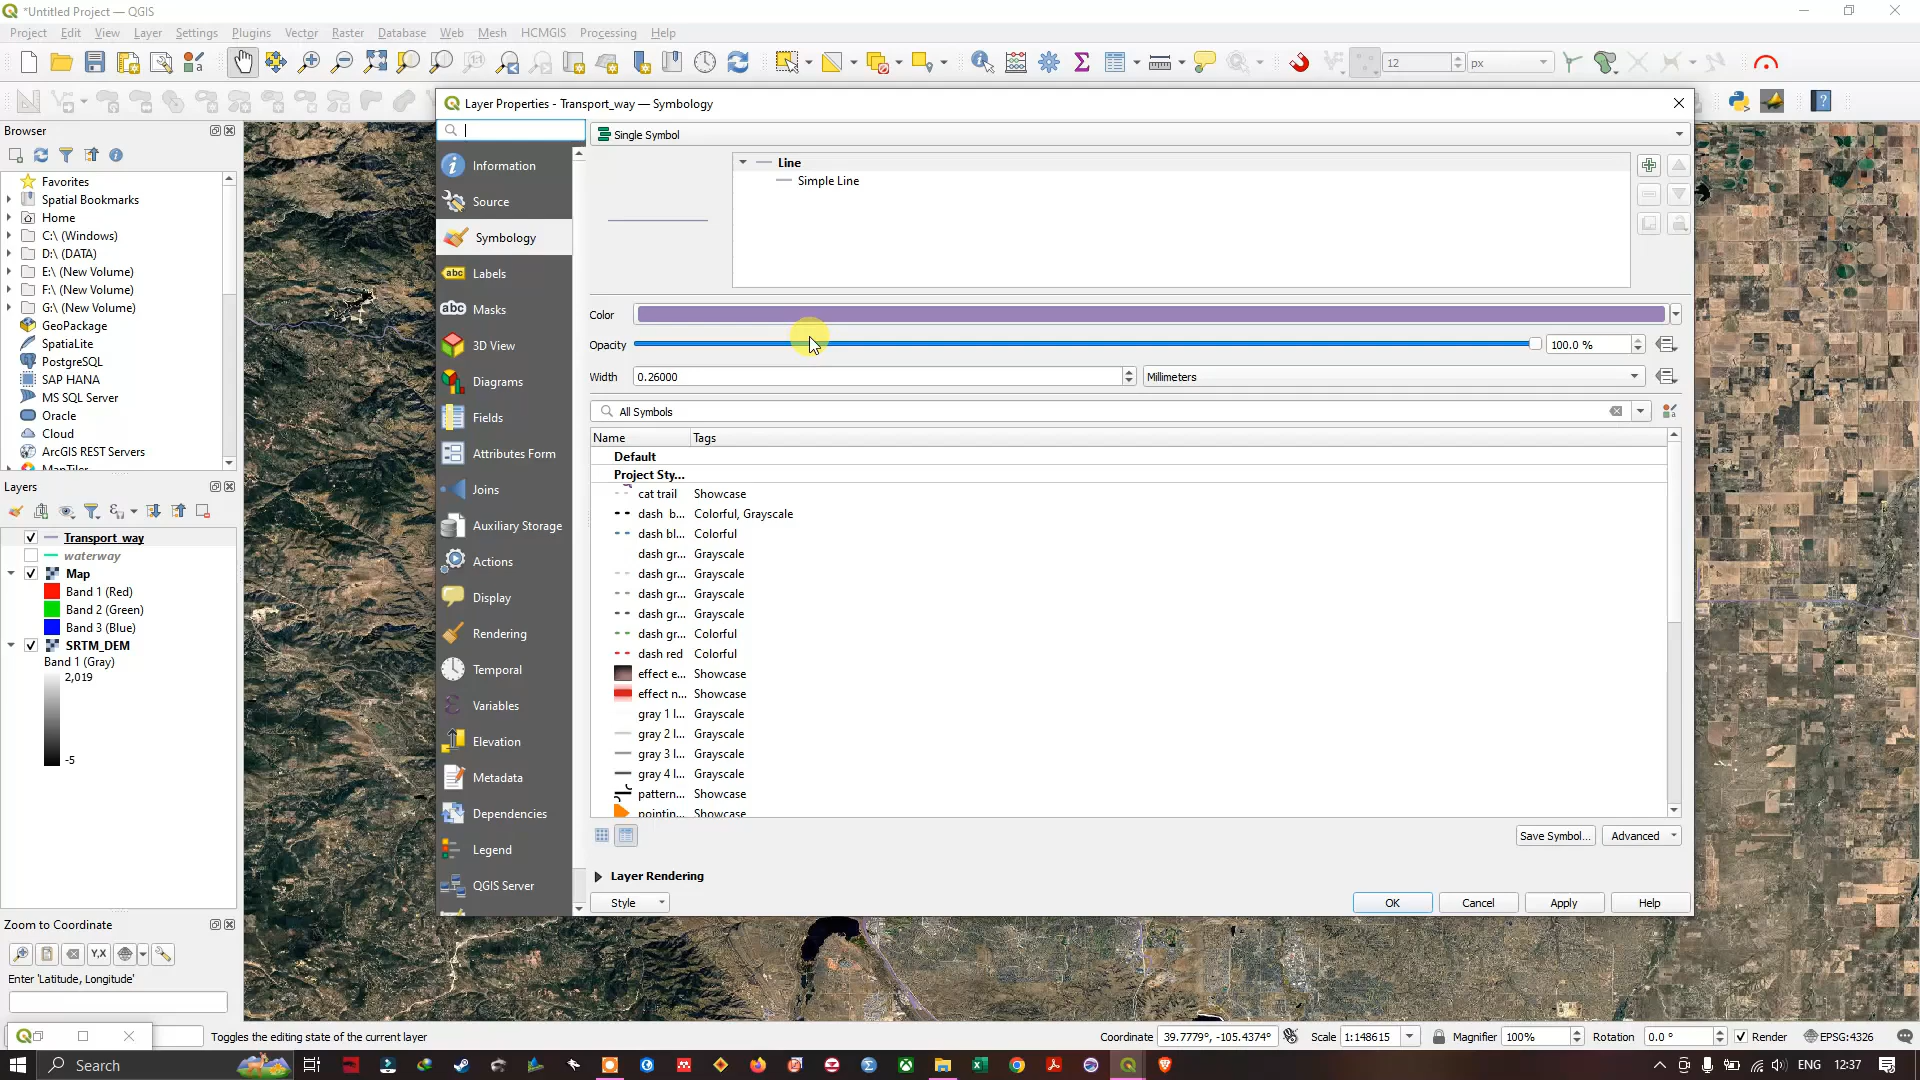 *Untitled Project — QGIS
Project Edit View Layer Settings Plugins Vector Raster Database Web Mesh HCMGIS Processing Help
12 px
Browser
Favorites
Spatial Bookmarks
Home
C:\ (Windows)
D:\ (DATA)
E:\ (New Volume)
F:\ (New Volume)
G:\ (New Volume)
GeoPackage
SpatiaLite
PostgreSQL
SAP HANA
MS SQL Server
Oracle
Cloud
ArcGIS REST Servers
MapTiler
Layers
Transport_way
waterway
Map
Band 1 (Red)
Band 2 (Green)
Band 3 (Blue)
SRTM_DEM
Band 1 (Gray)
2,019
-5
Zoom to Coordinate
Y,X
Enter 'Latitude, Longitude'
Layer Properties - Transport_way — Symbology
Information
Source
Symbology
abc Labels
abc Masks
3D View
Diagrams
Fields
Attributes Form
Joins
Auxiliary Storage
Actions
Display
Rendering
Temporal
Variables
Elevation
Metadata
Dependencies
Legend
QGIS Server
Single Symbol
Line
Simple Line
Color
Opacity 100.0 %
Width 0.26000 Millimeters
All Symbols
Name Tags
Default
Project Sty...
cat trail Showcase
dash b... Colorful, Grayscale
dash bl... Colorful
dash gr... Grayscale
dash gr... Grayscale
dash gr... Grayscale
dash gr... Grayscale
dash gr... Colorful
dash red Colorful
effect e... Showcase
effect n... Showcase
gray 1 l... Grayscale
gray 2 l... Grayscale
gray 3 l... Grayscale
gray 4 l... Grayscale
pattern... Showcase
pointin... Showcase
Save Symbol... Advanced
Layer Rendering
Style OK Cancel Apply Help
Toggles the editing state of the current layer Coordinate 39.7779°, -105.4374° Scale 1:148615 Magnifier 100% Rotation 0.0 ° Render EPSG:4326
Search ENG 12:37